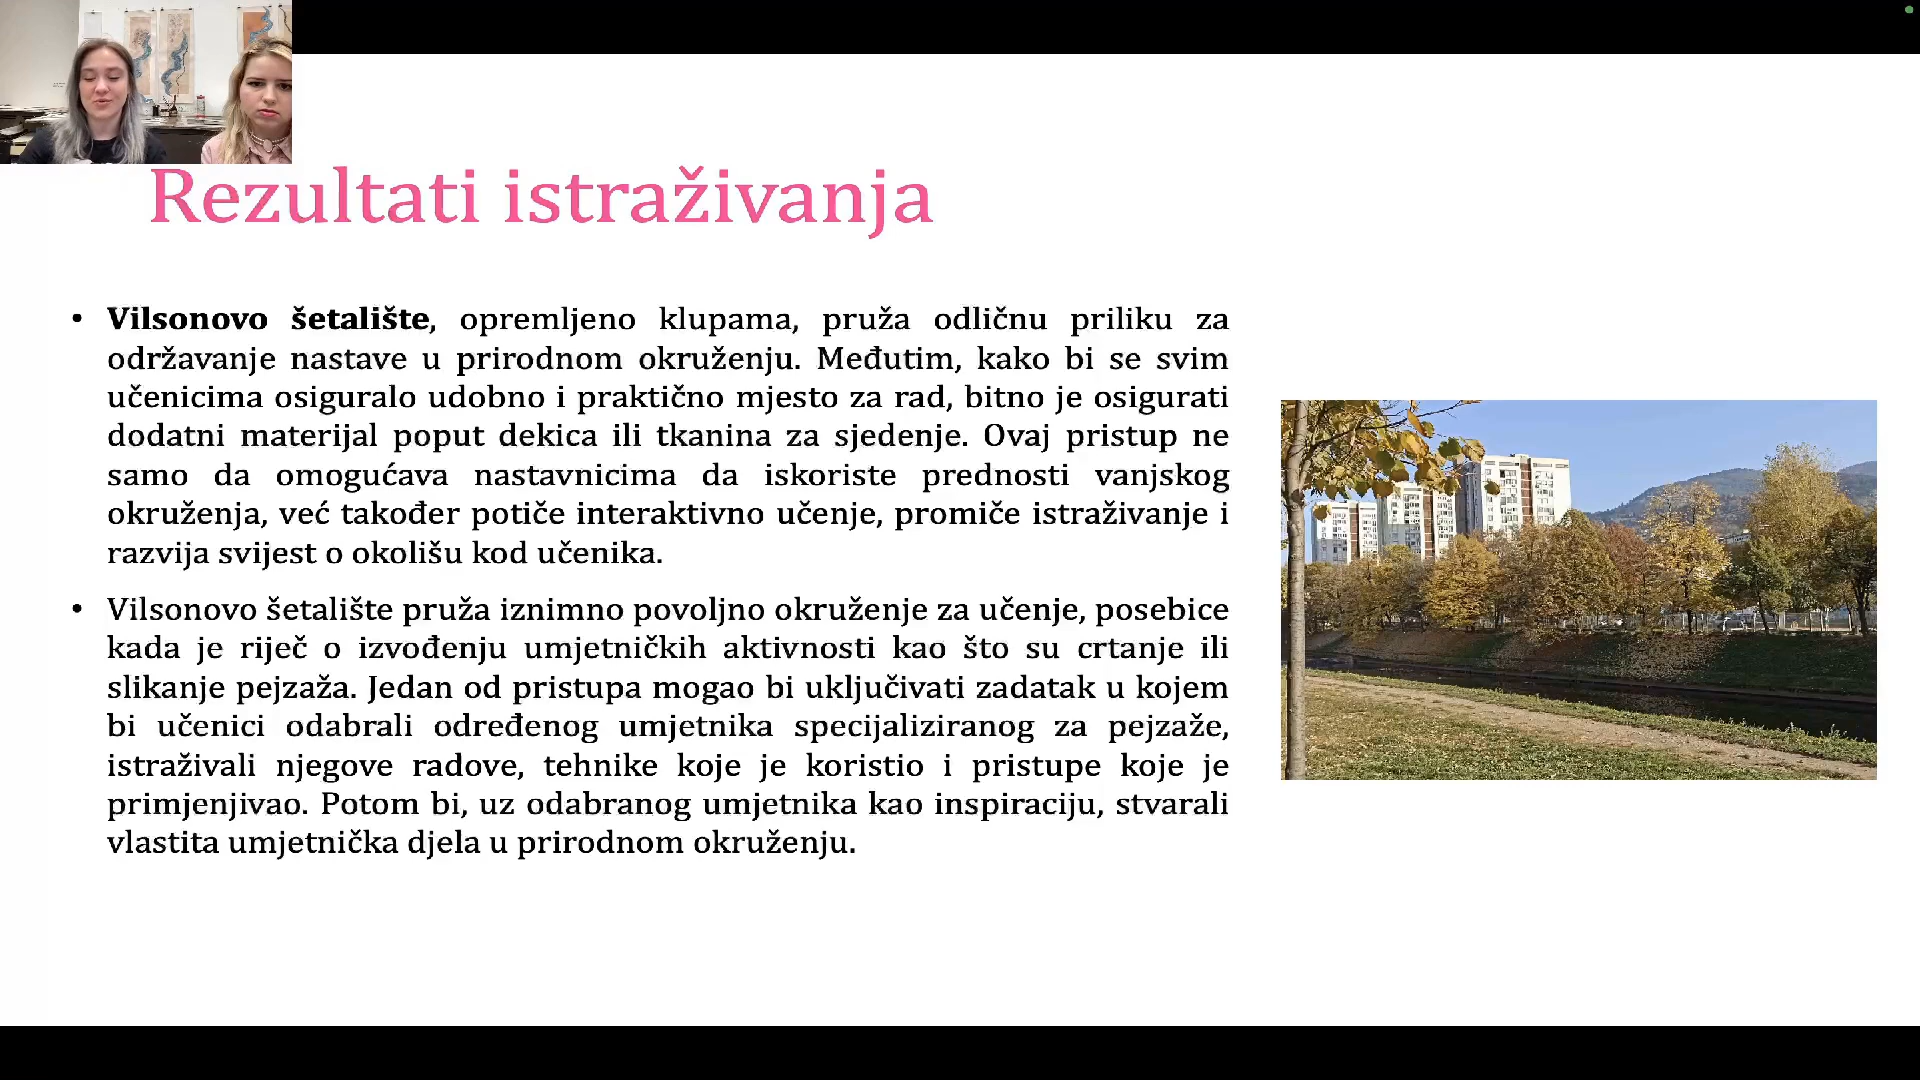 Rezultati istraživanja
• Vilsonovo šetalište, opremljeno klupama, pruža odličnu priliku za
održavanje nastave u prirodnom okruženju. Međutim, kako bi se svim
učenicima osiguralo udobno i praktično mjesto za rad, bitno je osigurati
dodatni materijal poput dekica ili tkanina za sjedenje. Ovaj pristup ne
samo da omogućava nastavnicima da iskoriste prednosti vanjskog
okruženja, već također potiče interaktivno učenje, promiče istraživanje i
razvija svijest o okolišu kod učenika.
• Vilsonovo šetalište pruža iznimno povoljno okruženje za učenje, posebice
kada je riječ o izvođenju umjetničkih aktivnosti kao što su crtanje ili
slikanje pejzaža. Jedan od pristupa mogao bi uključivati zadatak u kojem
bi učenici odabrali određenog umjetnika specijaliziranog za pejzaže,
istraživali njegove radove, tehnike koje je koristio i pristupe koje je
primjenjivao. Potom bi, uz odabranog umjetnika kao inspiraciju, stvarali
vlastita umjetnička djela u prirodnom okruženju.